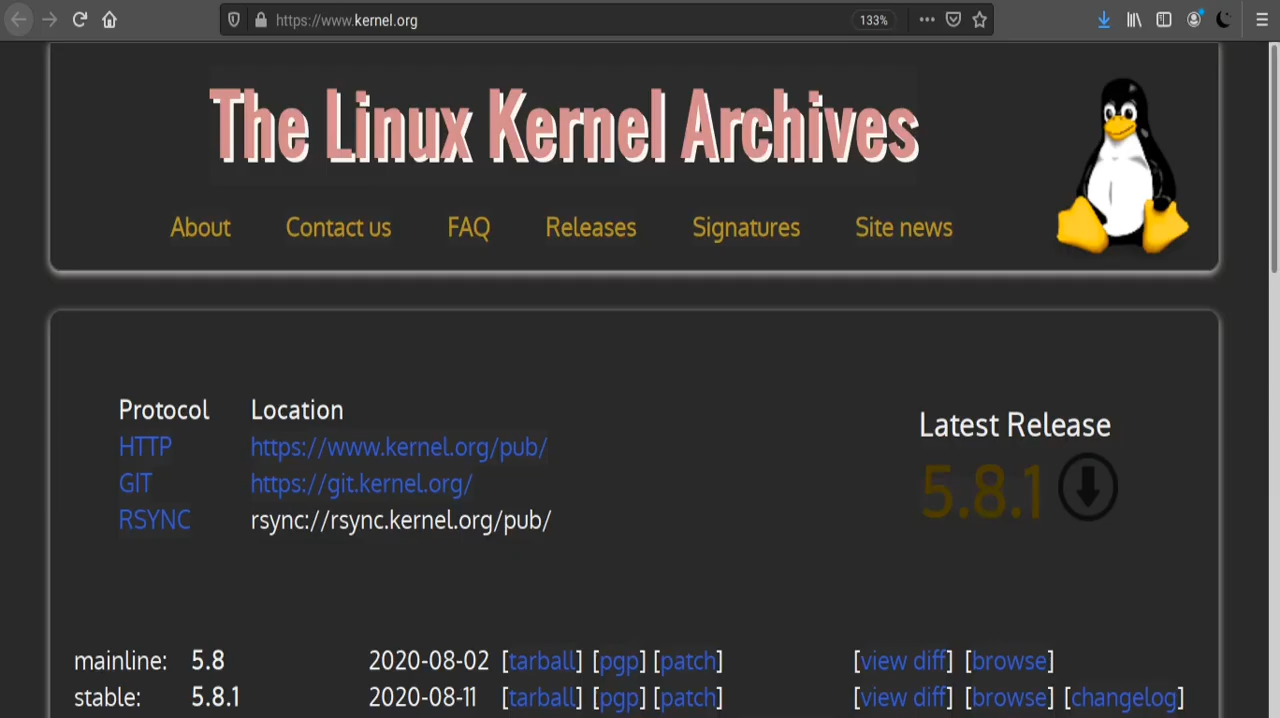 https://www.kernel.org 133%
The Linux Kernel Archives
About Contact us FAQ Releases Signatures Site news
Protocol Location
HTTP https://www.kernel.org/pub/
GIT https://git.kernel.org/
RSYNC rsync://rsync.kernel.org/pub/
Latest Release
5.8.1
mainline: 5.8 2020-08-02 [tarball] [pgp] [patch] [view diff] [browse]
stable: 5.8.1 2020-08-11 [tarball] [pgp] [patch] [view diff] [browse] [changelog]